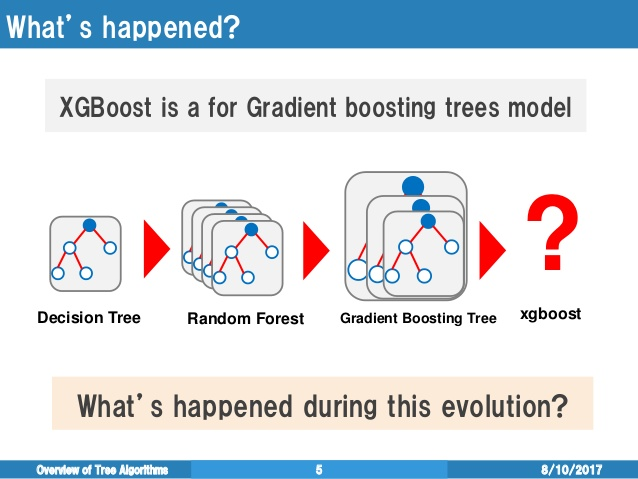 What's happened?
XGBoost is a for Gradient boosting trees model
?
Decision Tree
Random Forest
Gradient Boosting Tree
xgboost
What's happened during this evolution?
Overview of Tree Algorithms
5
8/10/2017